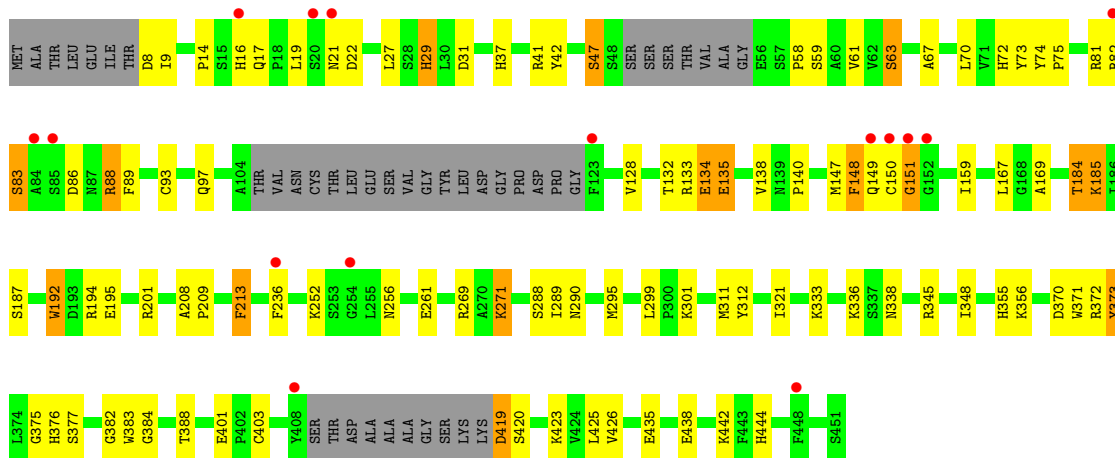 MET ALA THR LEU GLU ILE THR D8 I9 P14 S15 H16 Q17 P18 L19 S20 N21 D22 L27 S28 H29 L30 D31 H37 R41 Y42 S47 S48 SER SER SER THR VAL ALA GLY E56 S57 P58 S59 A60 V61 V62 S63 A67 L70 V71 H72 Y73 Y74 P75 R81
S83 A84 S85 D86 N87 R88 F89 C93 Q97 A104 THR VAL ASN CYS THR LEU GLU SER VAL GLY TYR LEU ASP GLY PRO ASP PRO GLY F123 V128 T132 R133 E134 E135 V138 N139 P140 M147 F148 Q149 C150 G151 G152 I159 L167 G168 A169 T184 K185 I186
S187 W192 D193 R194 E195 R201 A208 P209 F213 F236 K252 S253 G254 L255 N256 E261 R269 A270 K271 S288 I289 N290 M295 L299 P300 K301 M311 Y312 I321 K333 K336 S337 N338 R345 I348 H355 K356 D370 W371 R372 Y373
L374 G375 H376 S377 G382 W383 G384 T388 E401 P402 C403 Y408 SER THR ASP ALA ALA ALA GLY SER LYS LYS D419 S420 K423 V424 L425 V426 E435 E438 K442 F443 H444 F448 S451